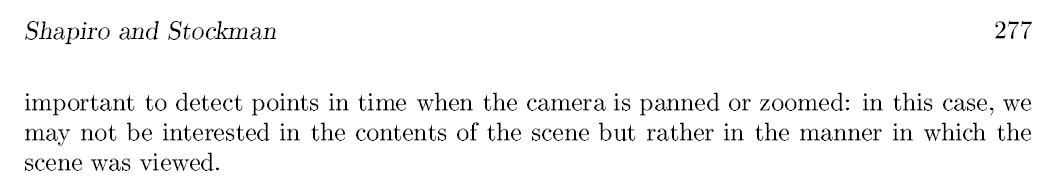 Shapiro and Stockman 277
important to detect points in time when the camera is panned or zoomed: in this case, we
may not be interested in the contents of the scene but rather in the manner in which the
scene was viewed.